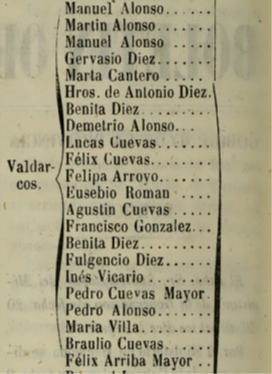 Manuel Alonso......
Martin Alonso......
Manuel Alonso ......
Gervasio Diez......
Marta Cantero .....
Hros. de Antonio Diez.
Benita Diez.......
Demetrio Alonso...
Lucas Cuevas......
Félix Cuevas......
Valdar-
cos.
Felipa Arroyo......
Eusebio Roman ....
Agustin Cuevas .....
Francisco Gonzalez...
Benita Diez........
Fulgencio Diez......
Inés Vicario .......
Pedro Cuevas Mayor.
Pedro Alonso.......
Maria Villa........
Braulio Cuevas.....
Félix Arriba Mayor ..